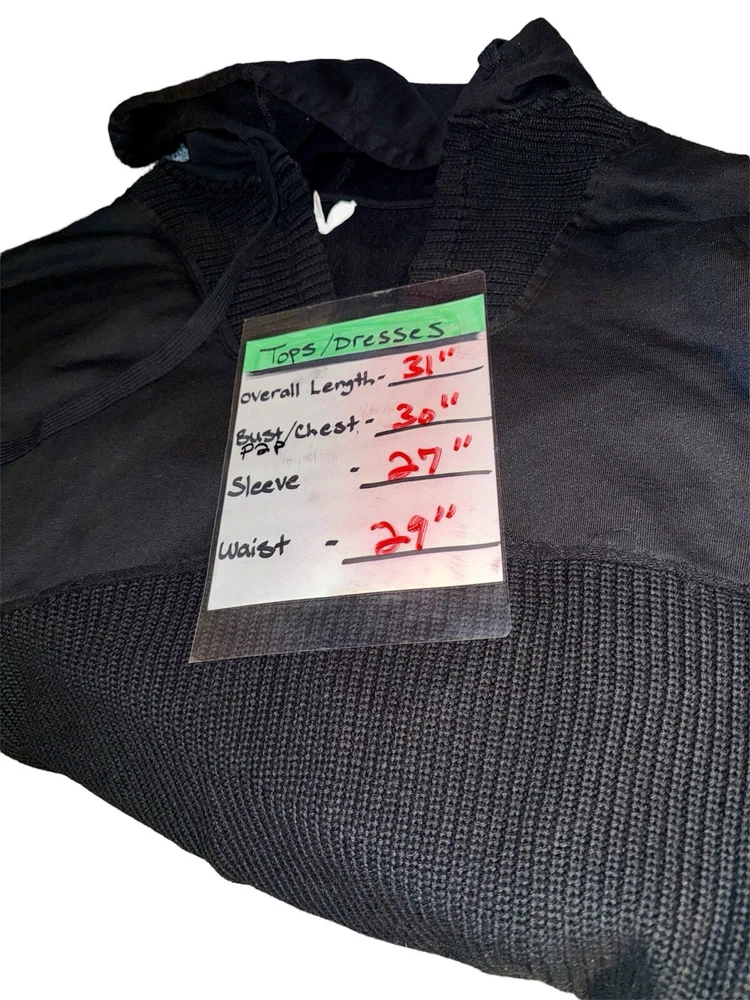 Tops/Dresses
overall Length- 31"
Bust/Chest- 30"
P2P
Sleeve - 27"
Waist - 29"